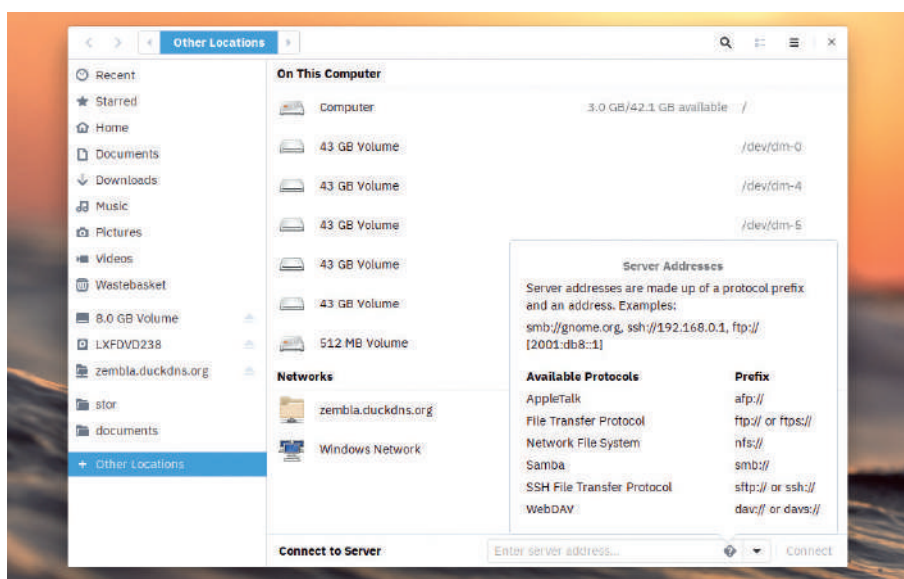 Other Locations
Recent
Starred
Home
Documents
Downloads
Music
Pictures
Videos
Wastebasket
8.0 GB Volume
LXFDVD238
zembla.duckdns.org
stor
documents
+ Other Locations
On This Computer
Computer 3.0 GB/42.1 GB available /
43 GB Volume /dev/dm-0
43 GB Volume /dev/dm-4
43 GB Volume /dev/dm-5
43 GB Volume
43 GB Volume
512 MB Volume
Networks
zembla.duckdns.org
Windows Network
Server Addresses
Server addresses are made up of a protocol prefix
and an address. Examples:
smb://gnome.org, ssh://192.168.0.1, ftp://
[2001:db8::1]
Available Protocols Prefix
AppleTalk afp://
File Transfer Protocol ftp:// or ftps://
Network File System nfs://
Samba smb://
SSH File Transfer Protocol sftp:// or ssh://
WebDAV dav:// or davs://
Connect to Server Enter server address... ? Connect